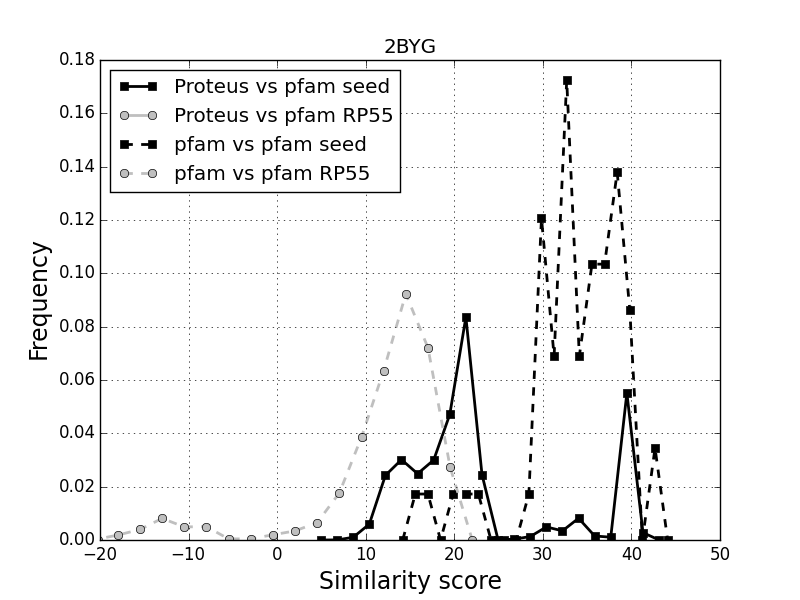 2BYG
Proteus vs pfam seed
Proteus vs pfam RP55
pfam vs pfam seed
pfam vs pfam RP55
Frequency
0.18
0.16
0.14
0.12
0.10
0.08
0.06
0.04
0.02
0.00
−20 −10 0 10 20 30 40 50
Similarity score